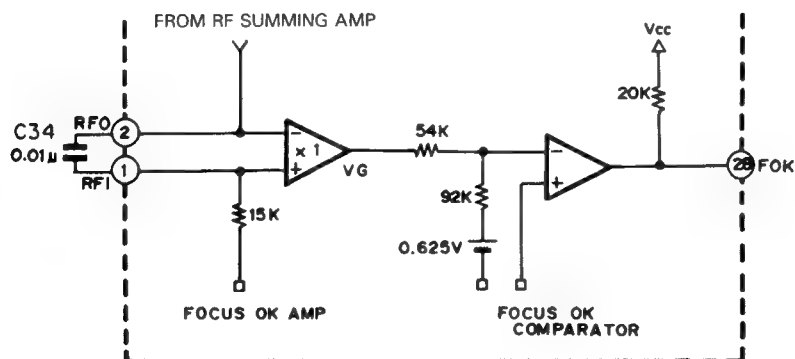 FROM RF SUMMING AMP
Vcc
20K
C34
0.01µ
RFO
2
1
RFI
−
× 1
+
VG
54K
−
+
28
FOK
15K
92K
0.625V
FOCUS OK AMP
FOCUS OK
COMPARATOR